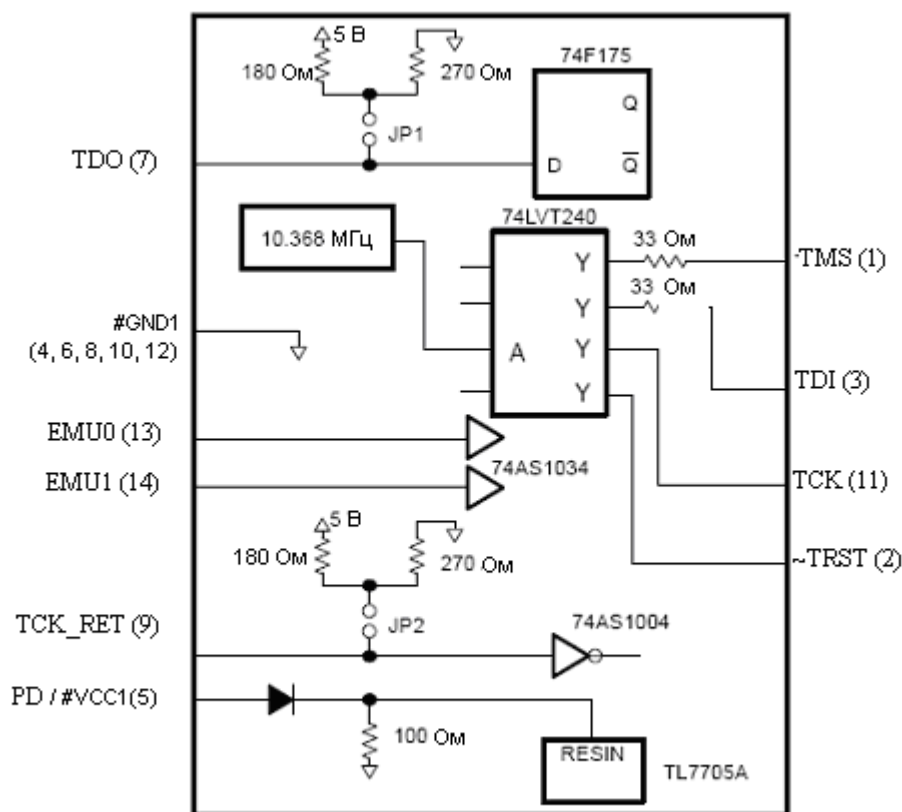 5 В
180 Ом
270 Ом
74F175
Q
JP1
TDO (7)
D
Q
74LVT240
10.368 МГц
Y
33 Ом
TMS (1)
33 Ом
Y
#GND1
(4, 6, 8, 10, 12)
A
Y
Y
TDI (3)
EMU0 (13)
74AS1034
EMU1 (14)
TCK (11)
5 В
180 Ом
270 Ом
~TRST (2)
TCK_RET (9)
JP2
74AS1004
PD / #VCC1(5)
100 Ом
RESIN
TL7705A